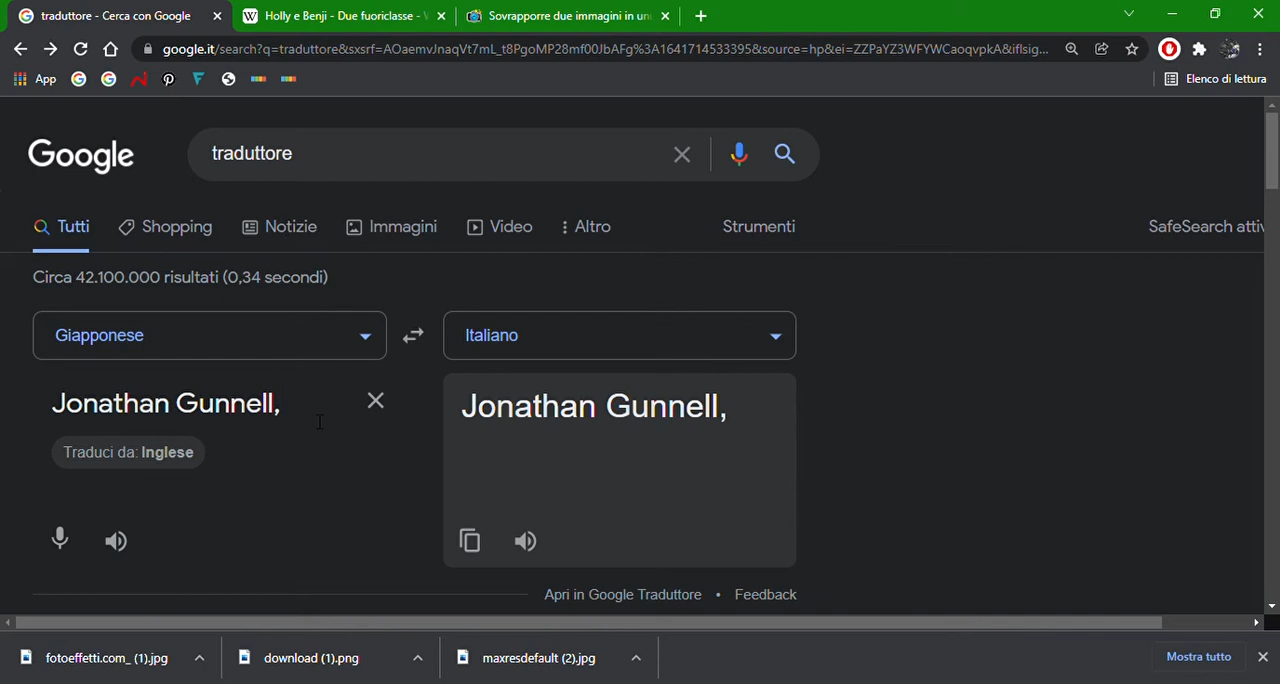 traduttore - Cerca con Google
Holly e Benji - Due fuoriclasse -
Sovrapporre due immagini in un
google.it/search?q=traduttore&sxsrf=AOaemvJnaqVt7mL_t8PgoMP28mf00JbAFg%3A1641714533395&source=hp&ei=ZZPaYZ3WFYWCaoqvpkA&iflsig...
App
Elenco di lettura
Google
traduttore
Tutti Shopping Notizie Immagini Video Altro Strumenti SafeSearch attiv
Circa 42.100.000 risultati (0,34 secondi)
Giapponese Italiano
Jonathan Gunnell, Jonathan Gunnell,
Traduci da: Inglese
Apri in Google Traduttore • Feedback
fotoeffetti.com_ (1).jpg download (1).png maxresdefault (2).jpg Mostra tutto